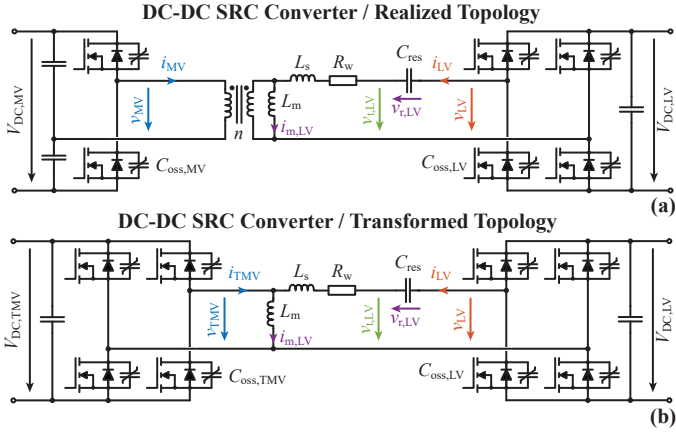 DC-DC SRC Converter / Realized Topology
V_DC,MV
i_MV
v_MV
n
L_m
i_m,LV
L_s
R_w
C_res
v_t,LV
v_r,LV
i_LV
v_LV
C_oss,MV
C_oss,LV
V_DC,LV
(a)
DC-DC SRC Converter / Transformed Topology
V_DC,TMV
i_TMV
v_TMV
L_m
i_m,LV
L_s
R_w
C_res
v_t,LV
v_r,LV
i_LV
v_LV
C_oss,TMV
C_oss,LV
V_DC,LV
(b)